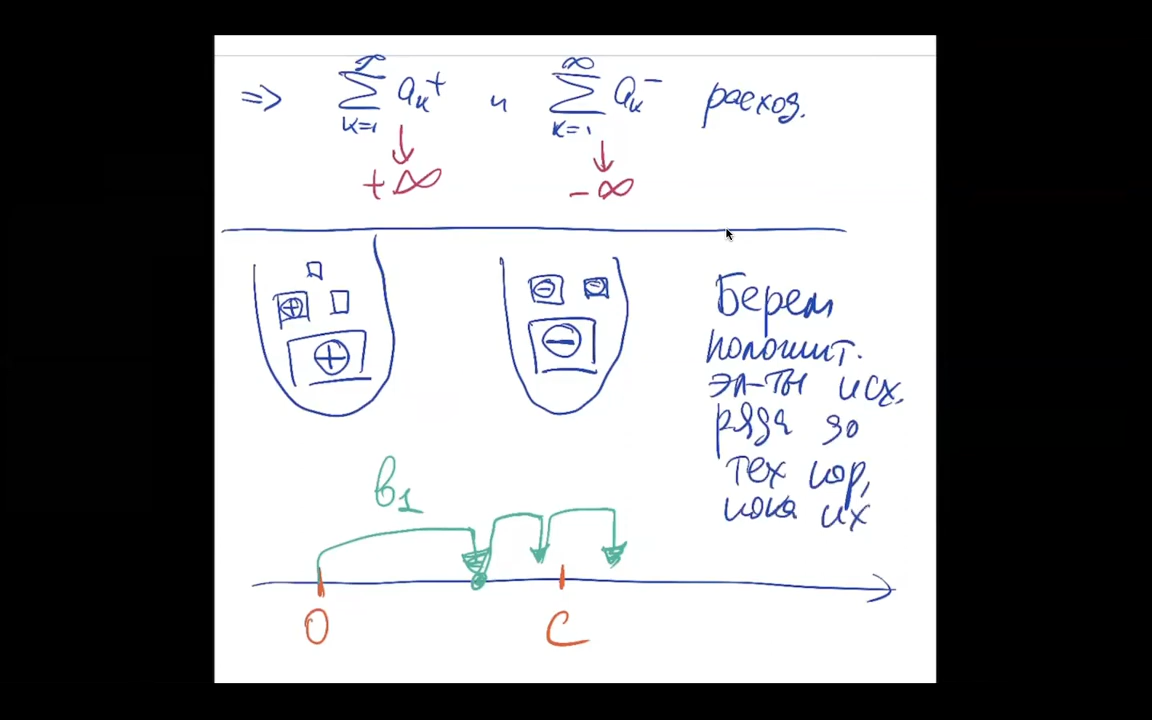 => ∑_{k=1}^{∞} a_k^+ и ∑_{k=1}^{∞} a_k^- расход.
↓ ↓
+∞ -∞
Берем
положит.
эл-ты исх.
ряда до
тех пор,
пока их
b_1
0 C